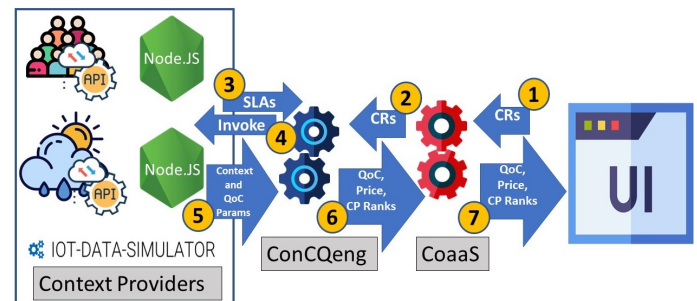 API
Node.JS
3
SLAs
2
CRs
1
CRs
Invoke
4
API
Node.JS
Context
and
QoC
Params
5
QoC,
Price,
CP Ranks
6
QoC,
Price,
CP Ranks
7
UI
IOT-DATA-SIMULATOR
Context Providers
ConCQeng
CoaaS